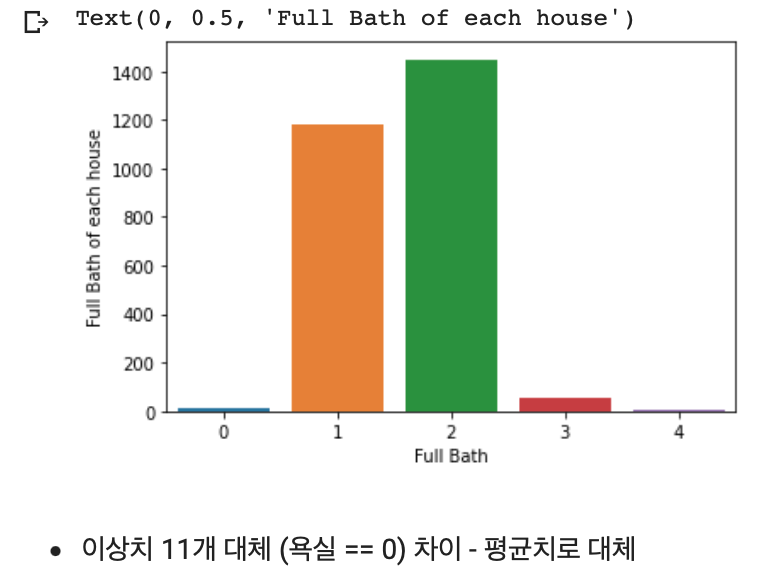 Text(0, 0.5, 'Full Bath of each house')
1400
1200
1000
800
600
400
200
0
Full Bath of each house
0 1 2 3 4
Full Bath
• 이상치 11개 대체 (욕실 == 0) 차이 - 평균치로 대체